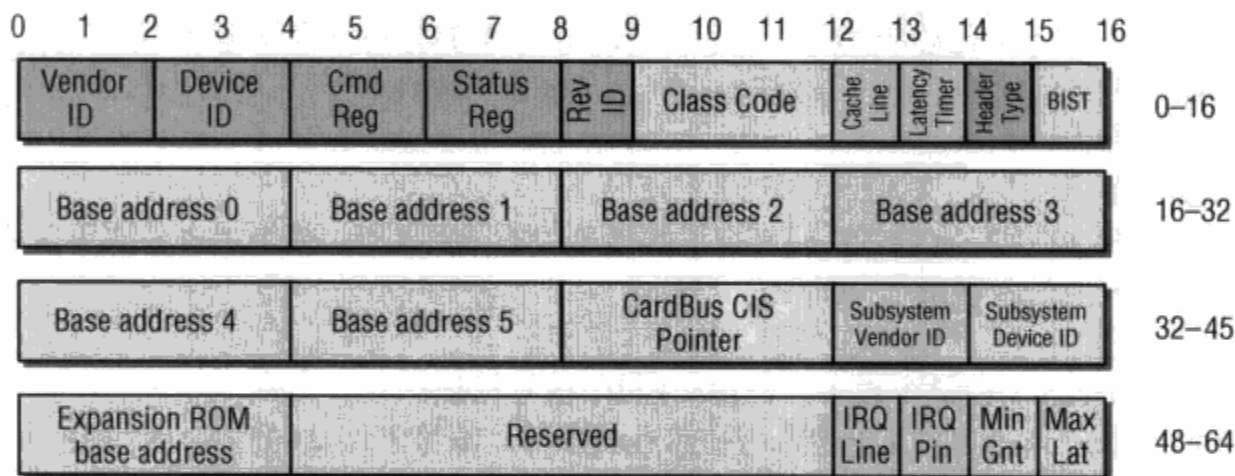 0 1 2 3 4 5 6 7 8 9 10 11 12 13 14 15 16
Vendor ID Device ID Cmd Reg Status Reg Rev ID Class Code Cache Line Latency Timer Header Type BIST 0–16
Base address 0 Base address 1 Base address 2 Base address 3 16–32
Base address 4 Base address 5 CardBus CIS Pointer Subsystem Vendor ID Subsystem Device ID 32–45
Expansion ROM base address Reserved IRQ Line IRQ Pin Min Gnt Max Lat 48–64